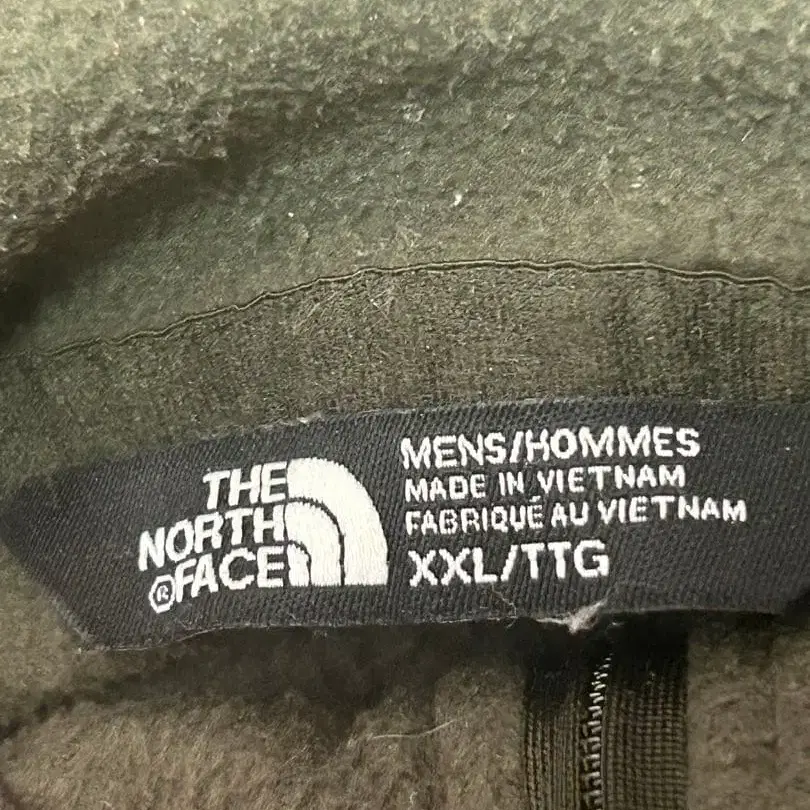 THE
NORTH
®FACE
MENS/HOMMES
MADE IN VIETNAM
FABRIQUÉ AU VIETNAM
XXL/TTG